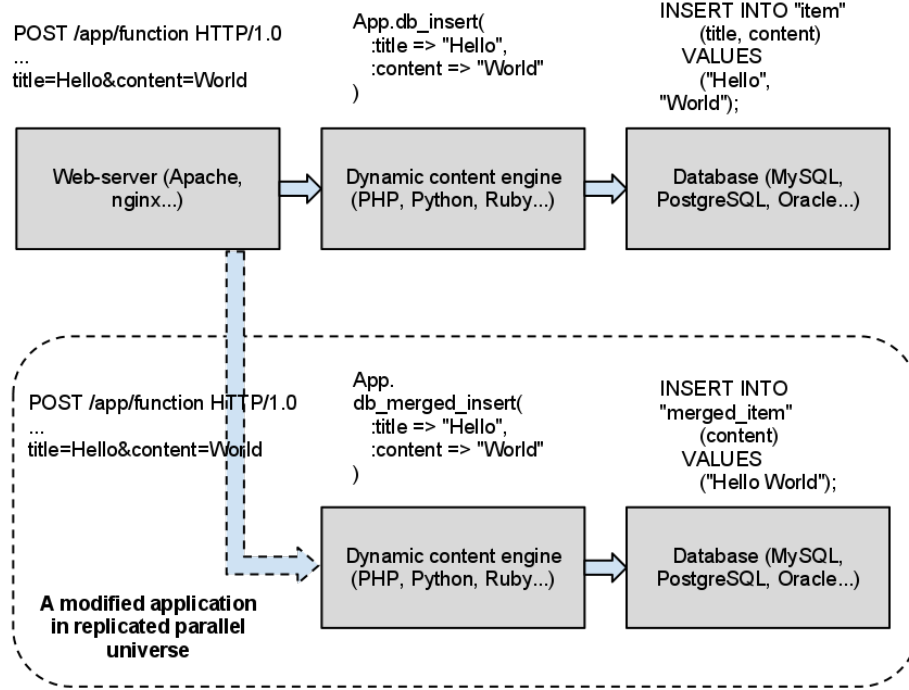 POST /app/function HTTP/1.0
...
title=Hello&content=World
App.db_insert(
:title => "Hello",
:content => "World"
)
INSERT INTO "item"
(title, content)
VALUES
("Hello",
"World");
Web-server (Apache,
nginx...)
Dynamic content engine
(PHP, Python, Ruby...)
Database (MySQL,
PostgreSQL, Oracle...)
POST /app/function HTTP/1.0
...
title=Hello&content=World
App.
db_merged_insert(
:title => "Hello",
:content => "World"
)
INSERT INTO
"merged_item"
(content)
VALUES
("Hello World");
Dynamic content engine
(PHP, Python, Ruby...)
Database (MySQL,
PostgreSQL, Oracle...)
A modified application
in replicated parallel
universe